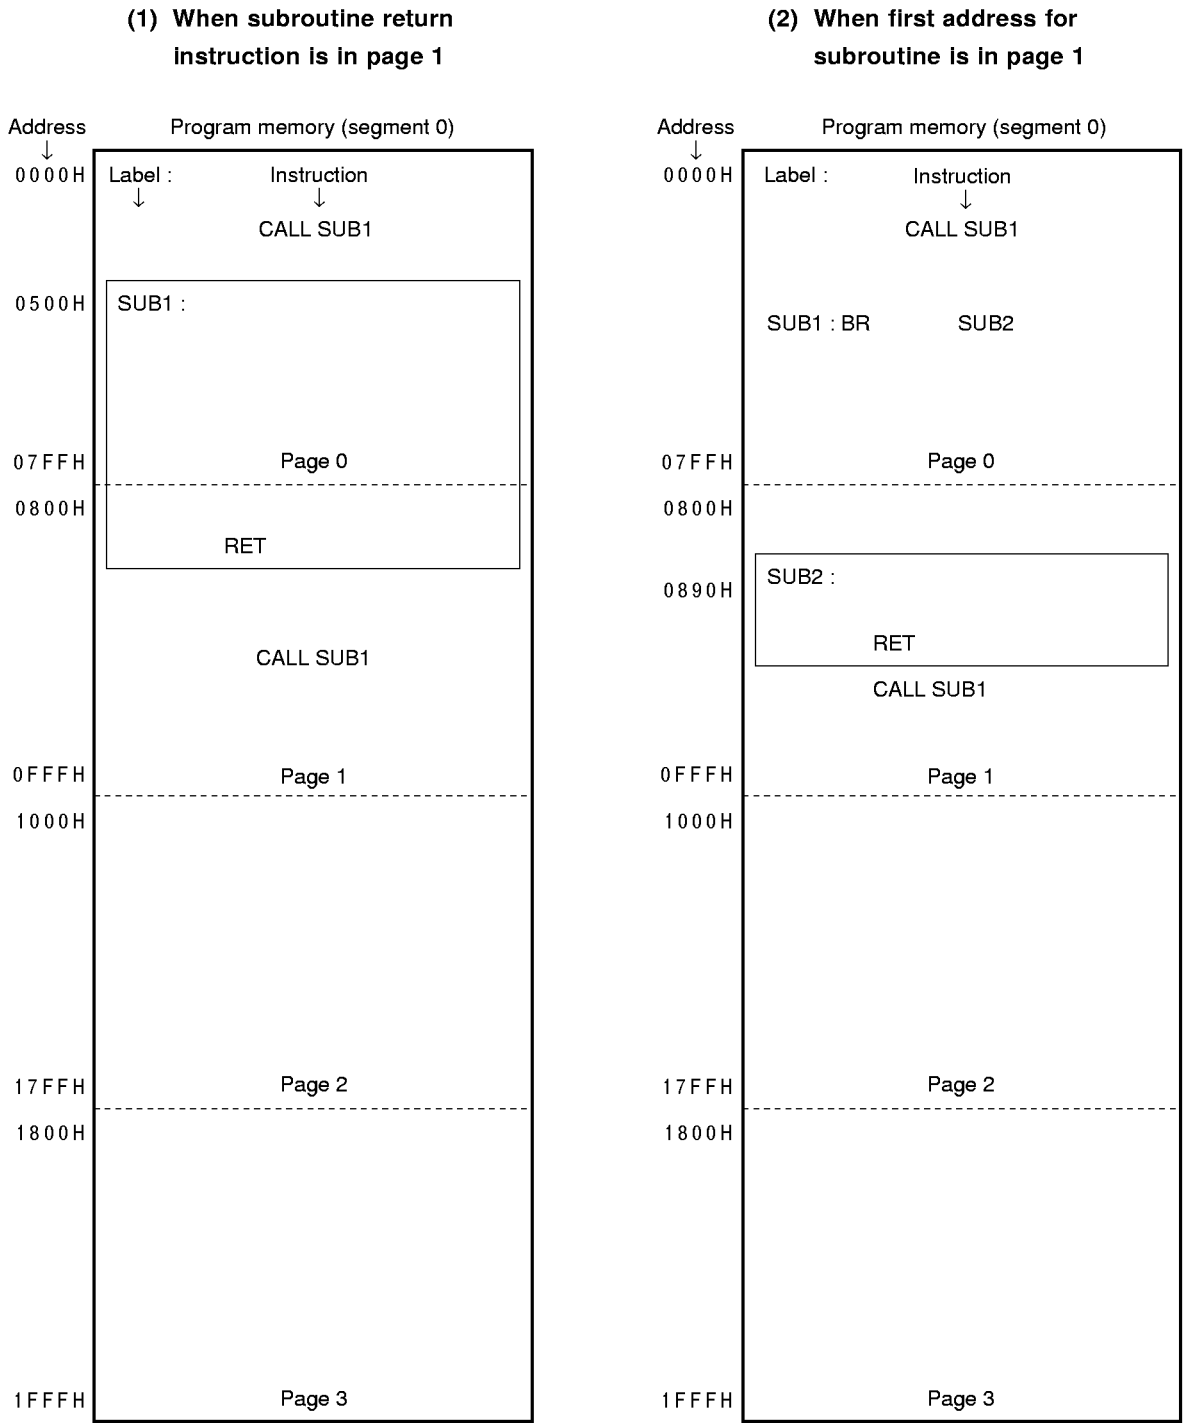 (1) When subroutine return
instruction is in page 1
Address
Program memory (segment 0)
0000H
Label :
Instruction
CALL SUB1
0500H
SUB1 :
07FFH
Page 0
0800H
RET
CALL SUB1
0FFFH
Page 1
1000H
17FFH
Page 2
1800H
1FFFH
Page 3
(2) When first address for
subroutine is in page 1
Address
Program memory (segment 0)
0000H
Label :
Instruction
CALL SUB1
SUB1 : BR SUB2
07FFH
Page 0
0800H
0890H
SUB2 :
RET
CALL SUB1
0FFFH
Page 1
1000H
17FFH
Page 2
1800H
1FFFH
Page 3